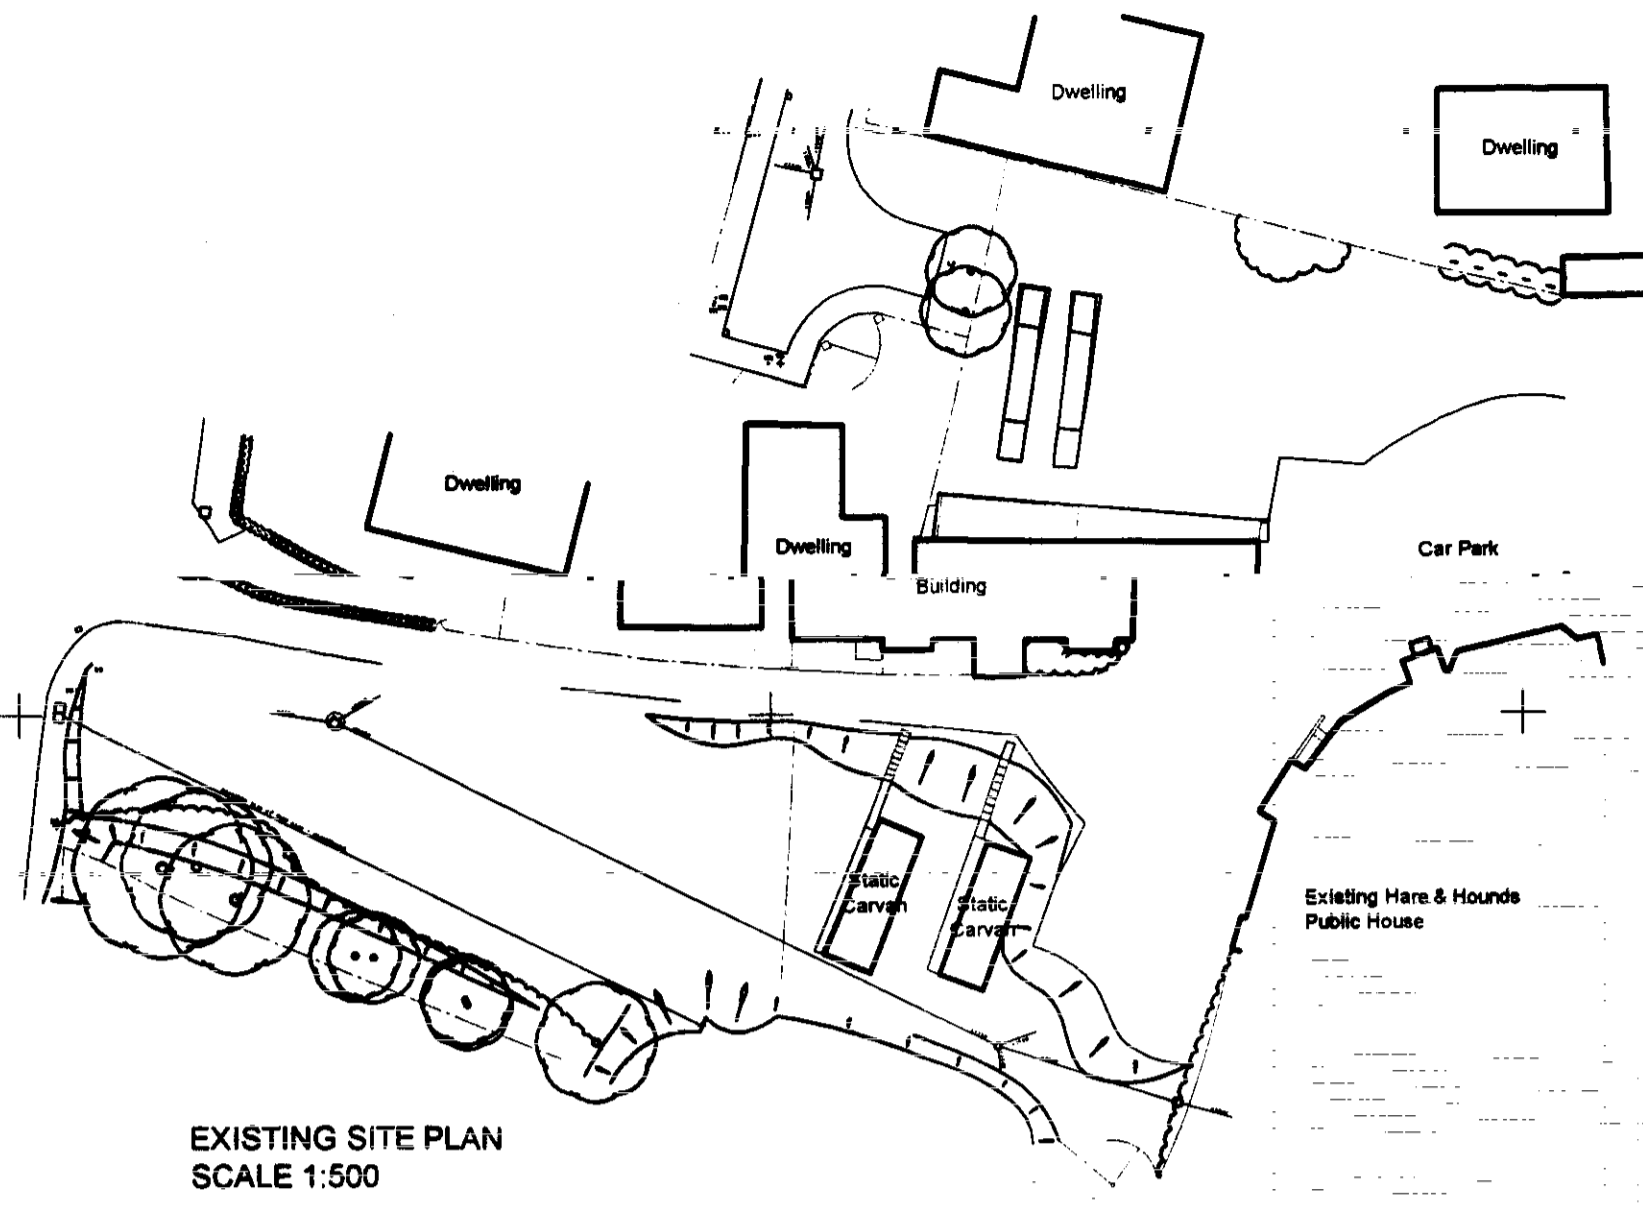 Dwelling
Dwelling
Dwelling
Dwelling
Car Park
Building
Static
Carvan
Static
Carvan
Existing Hare & Hounds
Public House
EXISTING SITE PLAN
SCALE 1:500